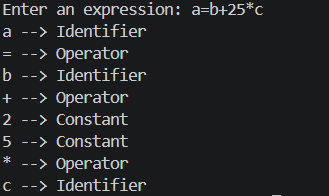 Enter an expression: a=b+25*c
a --> Identifier
= --> Operator
b --> Identifier
+ --> Operator
2 --> Constant
5 --> Constant
* --> Operator
c --> Identifier